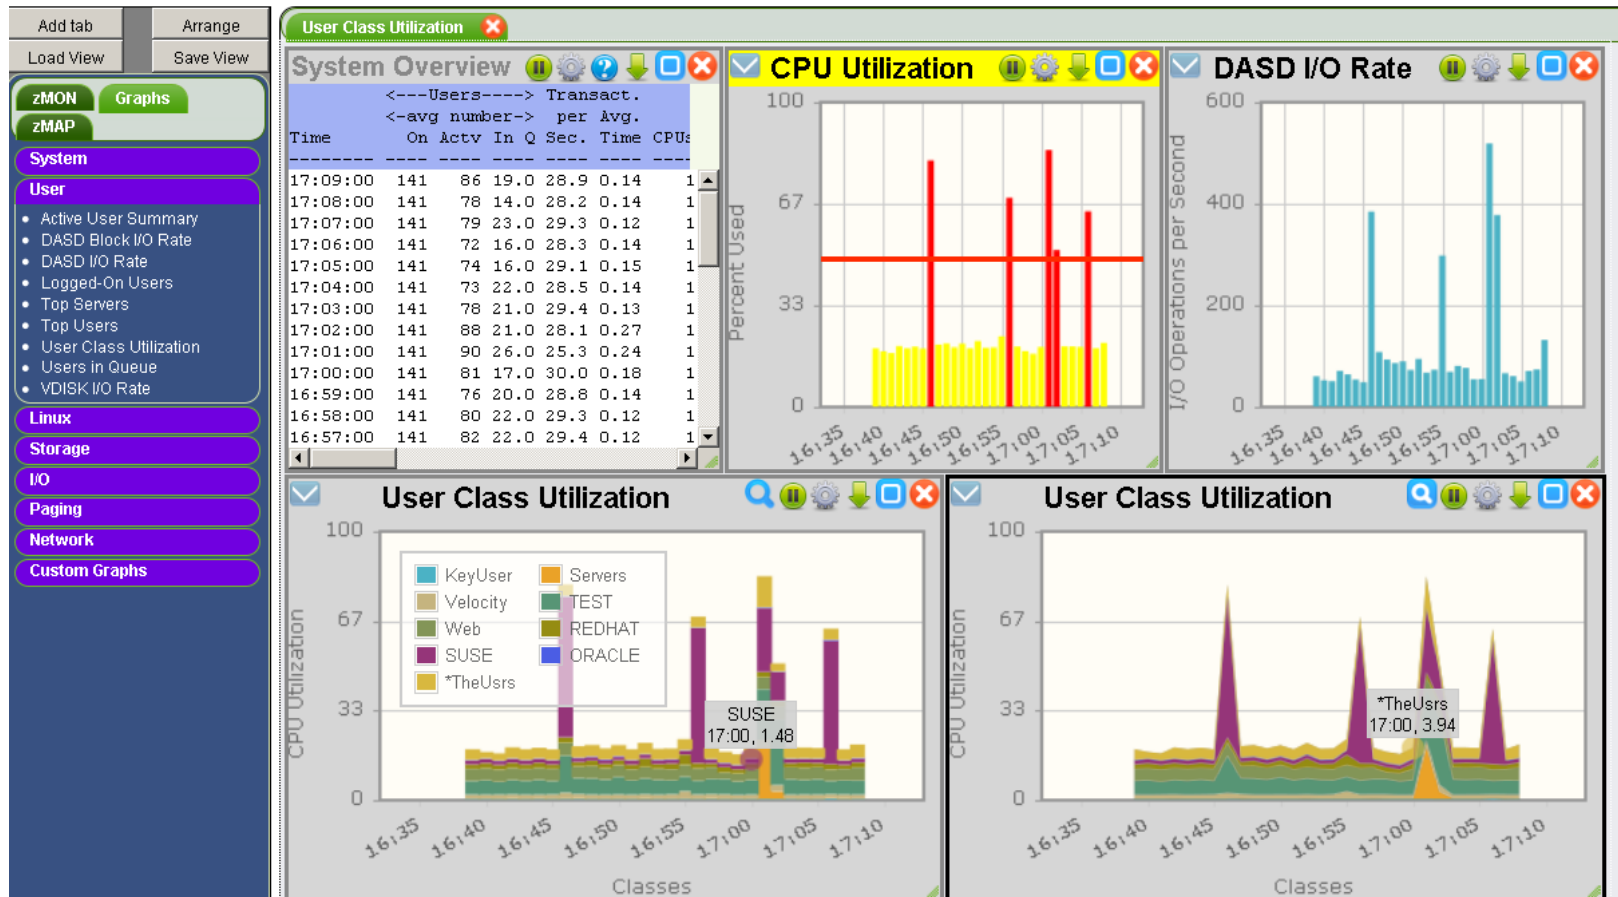 Add tab
Arrange
Load View
Save View
zMON
Graphs
zMAP
System
User
Active User Summary
DASD Block I/O Rate
DASD I/O Rate
Logged-On Users
Top Servers
Top Users
User Class Utilization
Users in Queue
VDISK I/O Rate
Linux
Storage
I/O
Paging
Network
Custom Graphs
User Class Utilization
System Overview
<---Users----> Transact.
<-avg number-> per Avg.
Time On Actv In Q Sec. Time CPUs
-------- ---- ---- ---- ---- ---- ----
17:09:00 141 86 19.0 28.9 0.14 1
17:08:00 141 78 14.0 28.2 0.14 1
17:07:00 141 79 23.0 29.3 0.12 1
17:06:00 141 72 16.0 28.3 0.14 1
17:05:00 141 74 16.0 29.1 0.15 1
17:04:00 141 73 22.0 28.5 0.14 1
17:03:00 141 78 21.0 29.4 0.13 1
17:02:00 141 88 21.0 28.1 0.27 1
17:01:00 141 90 26.0 25.3 0.24 1
17:00:00 141 81 17.0 30.0 0.18 1
16:59:00 141 76 20.0 28.8 0.14 1
16:58:00 141 80 22.0 29.3 0.12 1
16:57:00 141 82 22.0 29.4 0.12 1
CPU Utilization
100
67
33
0
Percent Used
16:35 16:40 16:45 16:50 16:55 17:00 17:05 17:10
DASD I/O Rate
600
400
200
0
I/O Operations per Second
16:35 16:40 16:45 16:50 16:55 17:00 17:05 17:10
User Class Utilization
100
67
33
0
CPU Utilization
KeyUser
Servers
Velocity
TEST
Web
REDHAT
SUSE
ORACLE
*TheUsrs
SUSE
17:00, 1.48
16:35 16:40 16:45 16:50 16:55 17:00 17:05 17:10
Classes
User Class Utilization
100
67
33
0
CPU Utilization
*TheUsrs
17:00, 3.94
16:35 16:40 16:45 16:50 16:55 17:00 17:05 17:10
Classes